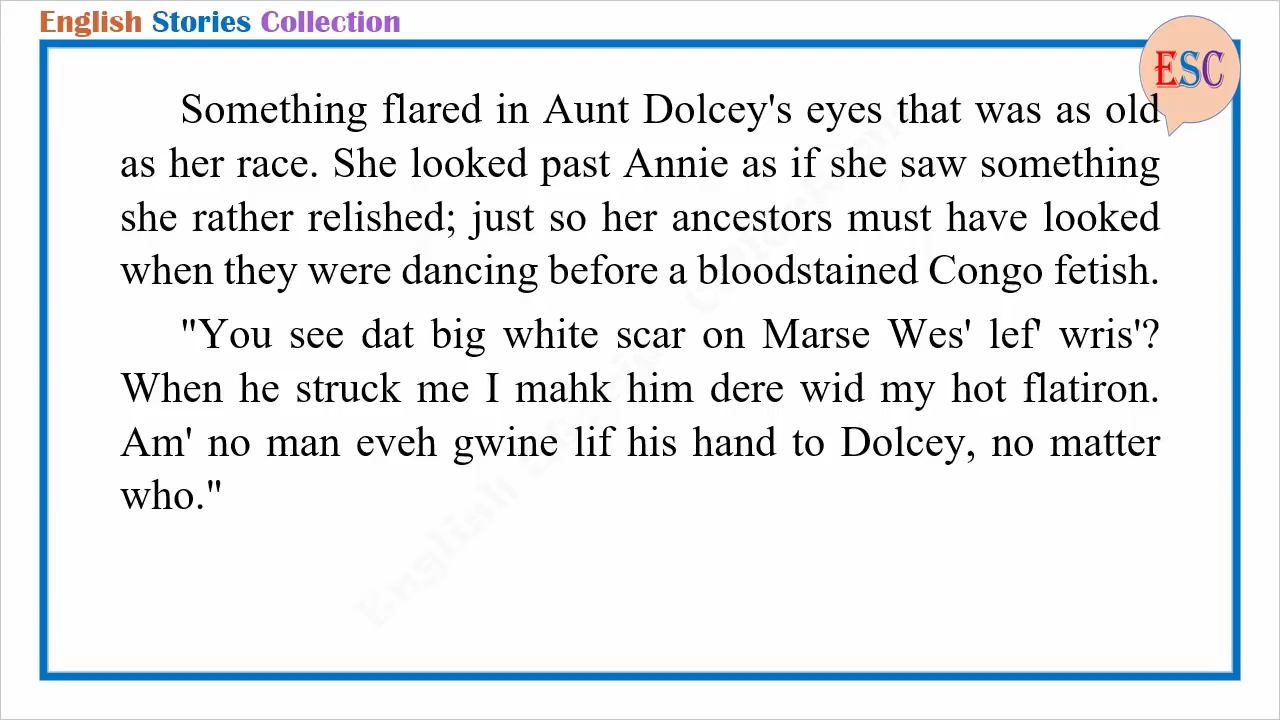 English Stories Collection
ESC
Something flared in Aunt Dolcey's eyes that was as old
as her race. She looked past Annie as if she saw something
she rather relished; just so her ancestors must have looked
when they were dancing before a bloodstained Congo fetish.
"You see dat big white scar on Marse Wes' lef' wris'?
When he struck me I mahk him dere wid my hot flatiron.
Am' no man eveh gwine lif his hand to Dolcey, no matter
who."